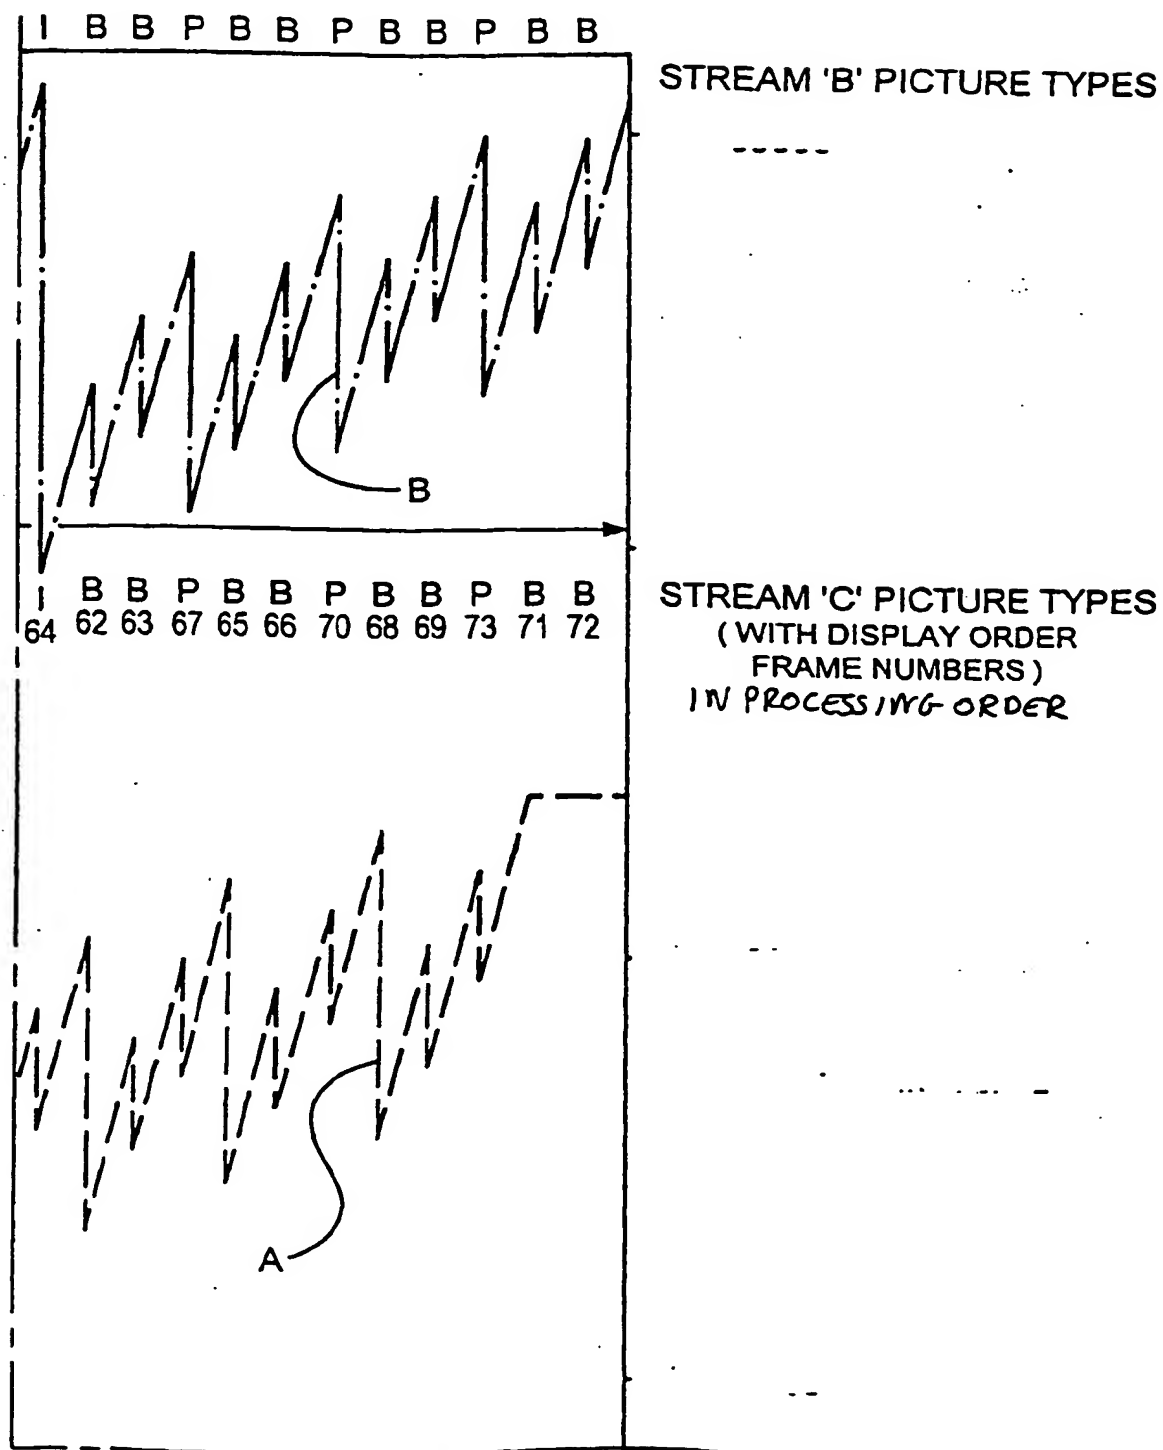 I B B P B B P B B P B B
STREAM 'B' PICTURE TYPES
B
B B P B B P B B P B B
64 62 63 67 65 66 70 68 69 73 71 72
STREAM 'C' PICTURE TYPES
(WITH DISPLAY ORDER
FRAME NUMBERS)
IN PROCESSING ORDER
A